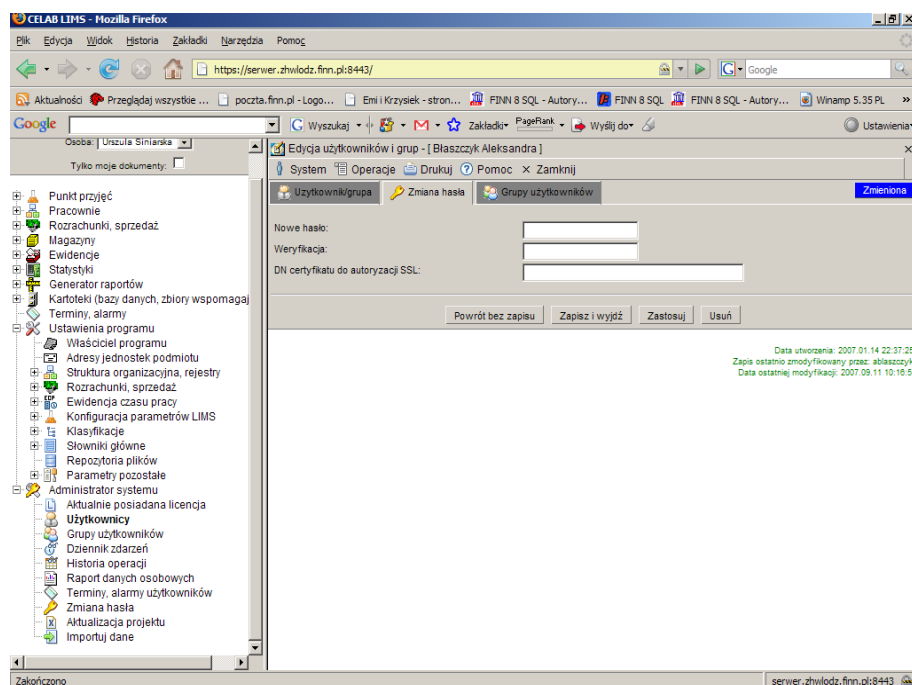 CELAB LIMS - Mozilla Firefox
Plik Edycja Widok Historia Zakładki Narzędzia Pomoc
https://serwer.zhwlodz.finn.pl:8443/
G Google
Aktualności Przeglądaj wszystkie ... poczta.finn.pl - Logo... Emi i Krzysiek - stron... FINN 8 SQL - Autory... FINN 8 SQL FINN 8 SQL - Autory... Winamp 5.35 PL »
Google G Wyszukaj PageRank Zakładki Wyślij do Ustawienia
Osoba: Urszula Siniarska
Tylko moje dokumenty:
Punkt przyjęć
Pracownie
Rozrachunki, sprzedaż
Magazyny
Ewidencje
Statystyki
Generator raportów
Kartoteki (bazy danych, zbiory wspomagaj
Terminy, alarmy
Ustawienia programu
Właściciel programu
Adresy jednostek podmiotu
Struktura organizacyjna, rejestry
Rozrachunki, sprzedaż
Ewidencja czasu pracy
Konfiguracja parametrów LIMS
Klasyfikacje
Słowniki główne
Repozytoria plików
Parametry pozostałe
Administrator systemu
Aktualnie posiadana licencja
Użytkownicy
Grupy użytkowników
Dziennik zdarzeń
Historia operacji
Raport danych osobowych
Terminy, alarmy użytkowników
Zmiana hasła
Aktualizacja projektu
Importuj dane
Edycja użytkowników i grup - [ Błaszczyk Aleksandra ]
System Operacje Drukuj Pomoc Zamknij
Uzytkownik/grupa Zmiana hasła Grupy użytkowników Zmieniona
Nowe hasło:
Weryfikacja:
DN certyfikatu do autoryzacji SSL:
Powrót bez zapisu Zapisz i wyjdź Zastosuj Usuń
Data utworzenia: 2007.01.14 22:37:25
Zapis ostatnio zmodyfikowany przez: ablaszczyk
Data ostatniej modyfikacji: 2007.09.11 10:16:5
Zakończono serwer.zhwlodz.finn.pl:8443